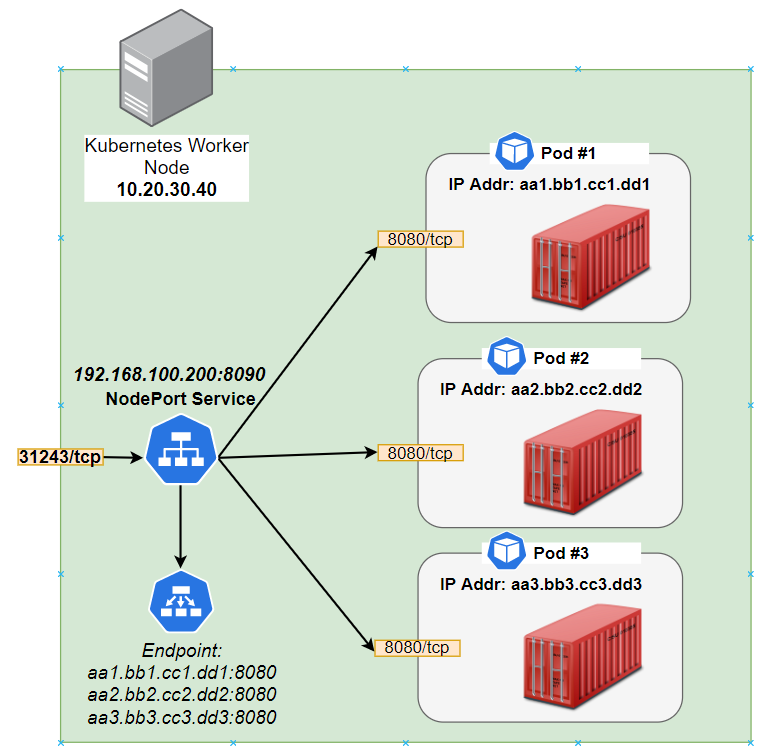 Kubernetes Worker
Node
10.20.30.40
Pod #1
IP Addr: aa1.bb1.cc1.dd1
8080/tcp
Pod #2
IP Addr: aa2.bb2.cc2.dd2
192.168.100.200:8090
NodePort Service
31243/tcp
8080/tcp
Pod #3
IP Addr: aa3.bb3.cc3.dd3
8080/tcp
Endpoint:
aa1.bb1.cc1.dd1:8080
aa2.bb2.cc2.dd2:8080
aa3.bb3.cc3.dd3:8080